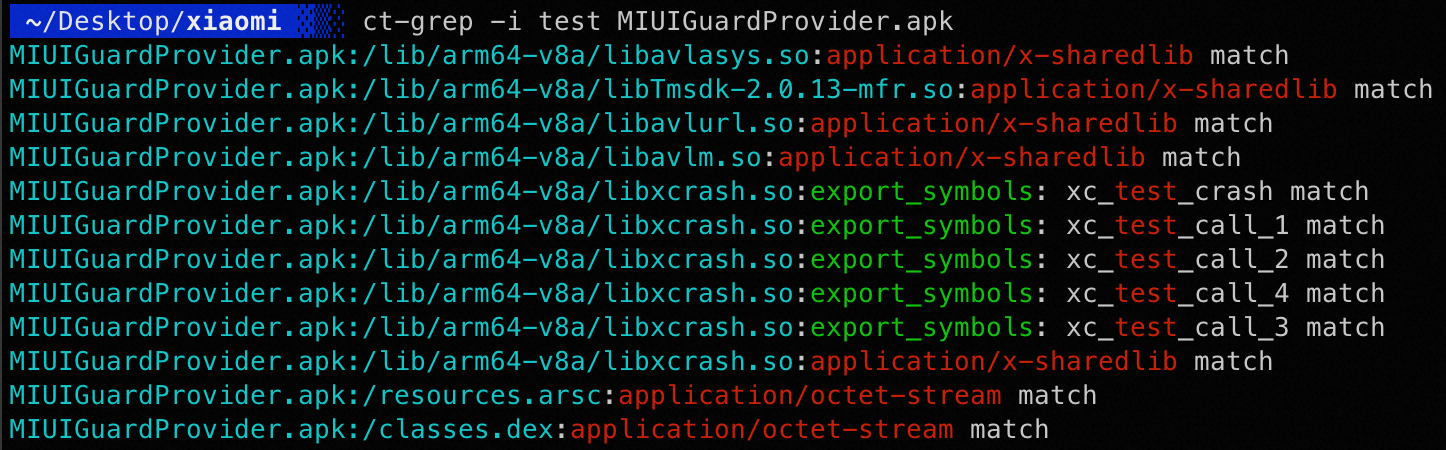 ~/Desktop/xiaomi ct-grep -i test MIUIGuardProvider.apk
MIUIGuardProvider.apk:/lib/arm64-v8a/libavlasys.so:application/x-sharedlib match
MIUIGuardProvider.apk:/lib/arm64-v8a/libTmsdk-2.0.13-mfr.so:application/x-sharedlib match
MIUIGuardProvider.apk:/lib/arm64-v8a/libavlurl.so:application/x-sharedlib match
MIUIGuardProvider.apk:/lib/arm64-v8a/libavlm.so:application/x-sharedlib match
MIUIGuardProvider.apk:/lib/arm64-v8a/libxcrash.so:export_symbols: xc_test_crash match
MIUIGuardProvider.apk:/lib/arm64-v8a/libxcrash.so:export_symbols: xc_test_call_1 match
MIUIGuardProvider.apk:/lib/arm64-v8a/libxcrash.so:export_symbols: xc_test_call_2 match
MIUIGuardProvider.apk:/lib/arm64-v8a/libxcrash.so:export_symbols: xc_test_call_4 match
MIUIGuardProvider.apk:/lib/arm64-v8a/libxcrash.so:export_symbols: xc_test_call_3 match
MIUIGuardProvider.apk:/lib/arm64-v8a/libxcrash.so:application/x-sharedlib match
MIUIGuardProvider.apk:/resources.arsc:application/octet-stream match
MIUIGuardProvider.apk:/classes.dex:application/octet-stream match